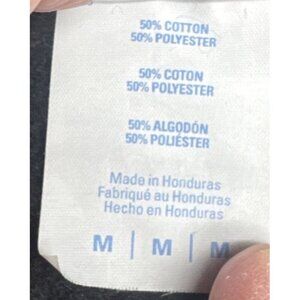 50% COTTON
50% POLYESTER
50% COTON
50% POLYESTER
50% ALGODÓN
50% POLIÉSTER
Made in Honduras
Fabriqué au Honduras
Hecho en Honduras
M | M | M